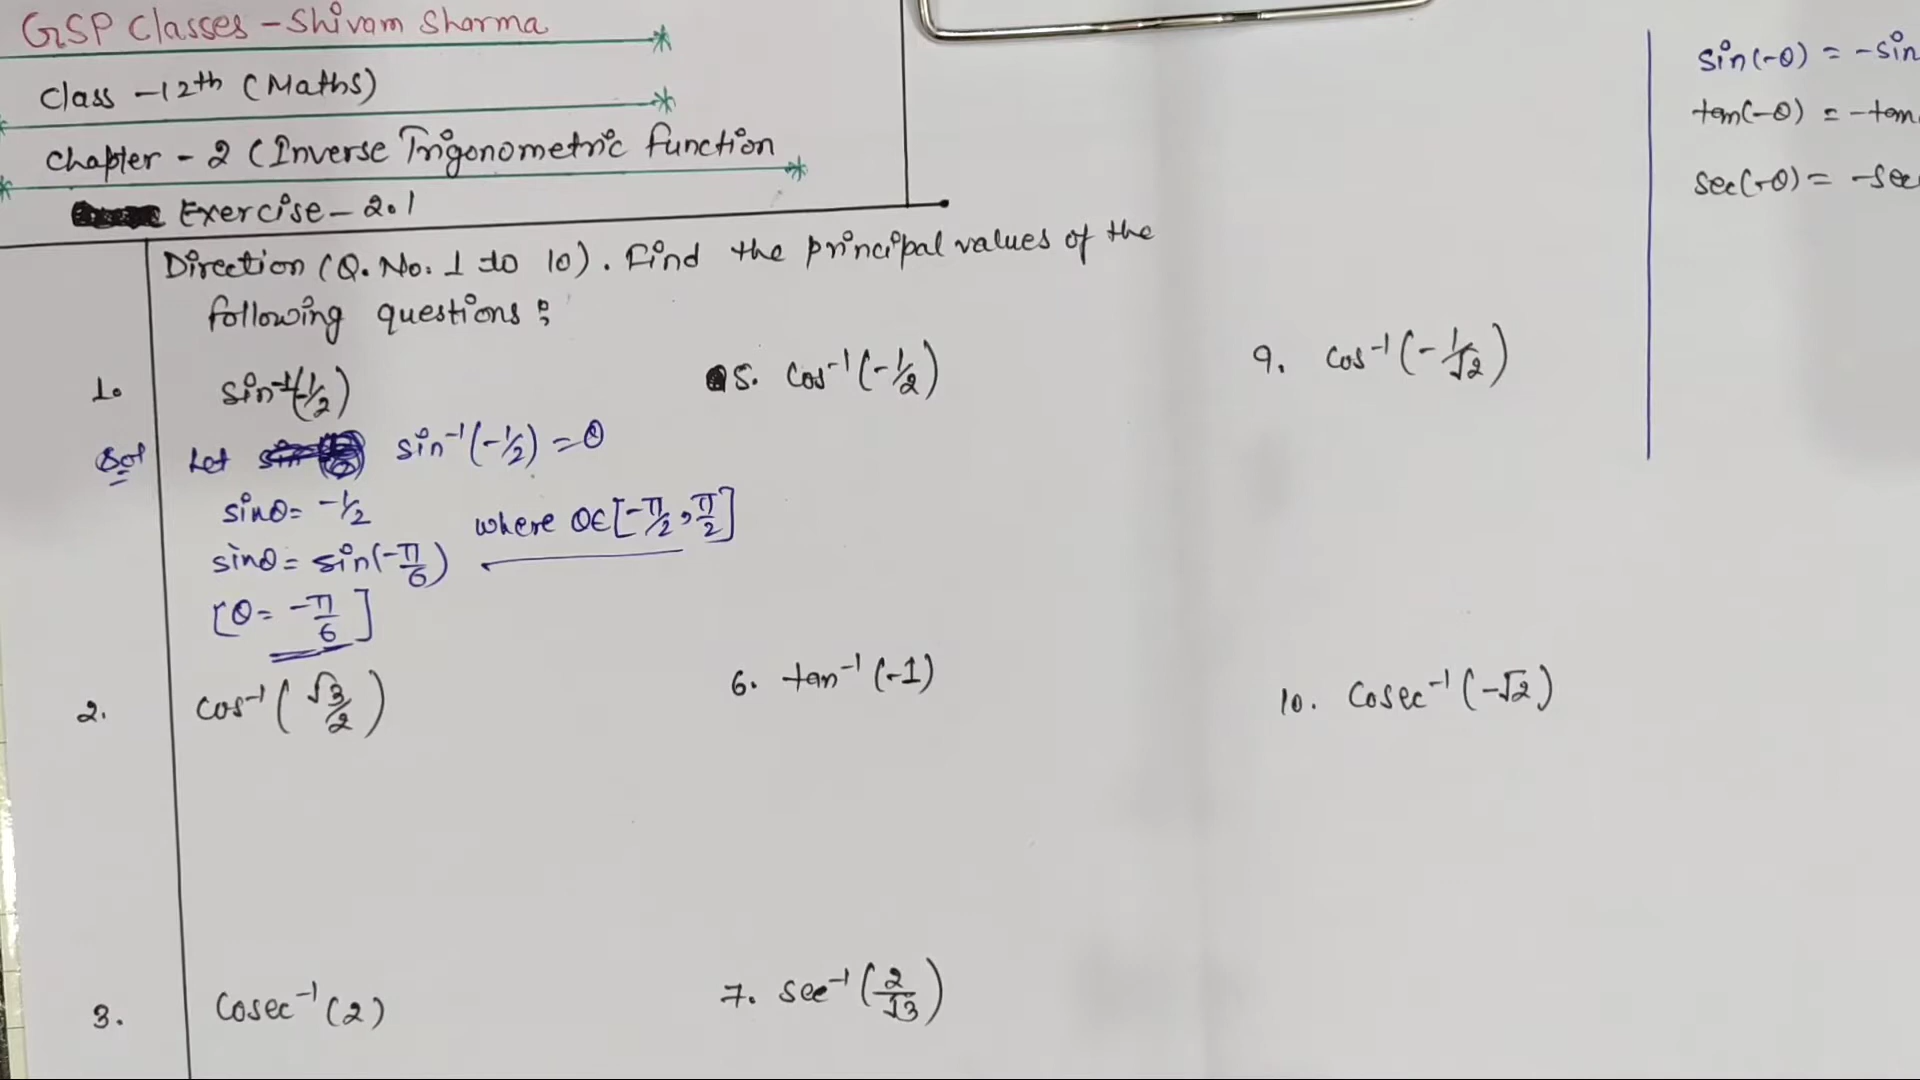 GSP Classes - Shivam Sharma
Class - 12th (Maths)
Chapter - 2 (Inverse Trigonometric function
Exercise - 2.1
Direction (Q. No. 1 to 10). Find the principal values of the
following questions :
1. sin⁻¹(-1/2)
Sol Let sin⁻¹(-1/2) = θ
sinθ = -1/2
where θ∈[-π/2, π/2]
sinθ = sin(-π/6)
[θ = -π/6]
2. cos⁻¹(√3/2)
3. Cosec⁻¹(2)
5. Cos⁻¹(-1/2)
6. tan⁻¹(-1)
7. sec⁻¹(2/√3)
9. Cos⁻¹(-1/√2)
10. Cosec⁻¹(-√2)
sin(-θ) = -sin
tan(-θ) = -tan
sec(-θ) = -sec